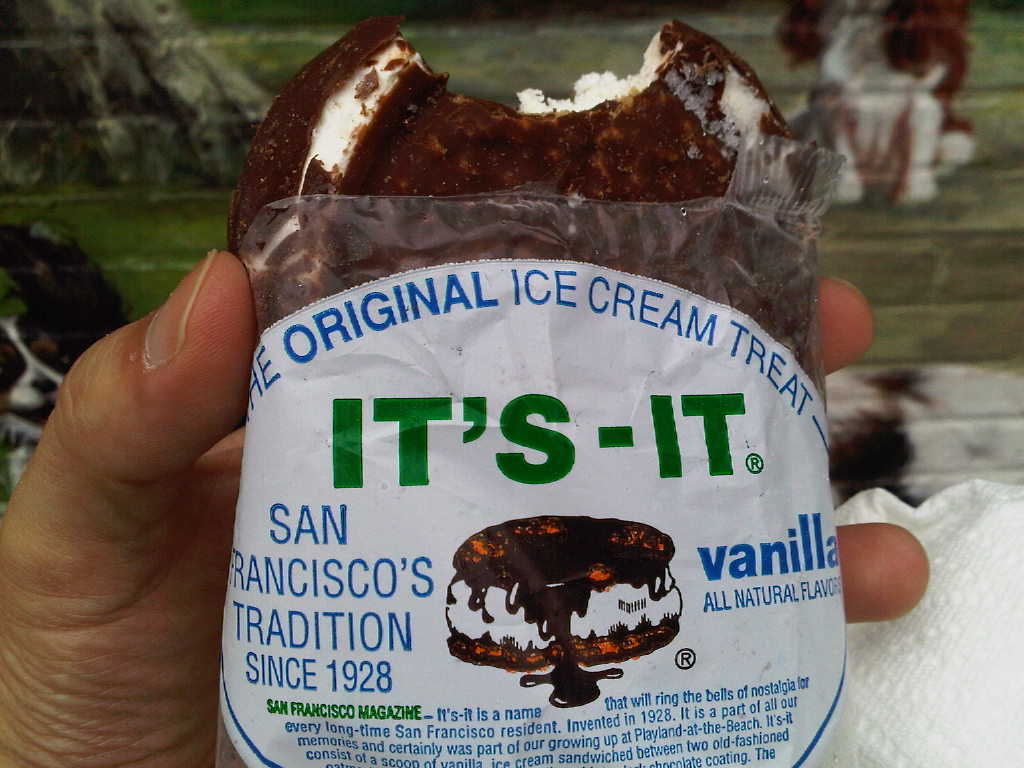 THE ORIGINAL ICE CREAM TREAT –
IT'S-IT®
SAN
FRANCISCO'S
TRADITION
SINCE 1928
vanilla
ALL NATURAL FLAVORS
®
SAN FRANCISCO MAGAZINE – It's-it is a name that will ring the bells of nostalgia for
every long-time San Francisco resident. Invented in 1928. It is a part of all our
memories and certainly was part of our growing up at Playland-at-the-Beach. It's-it
consist of a scoop of vanilla ice cream sandwiched between two old-fashioned
chocolate coating. The